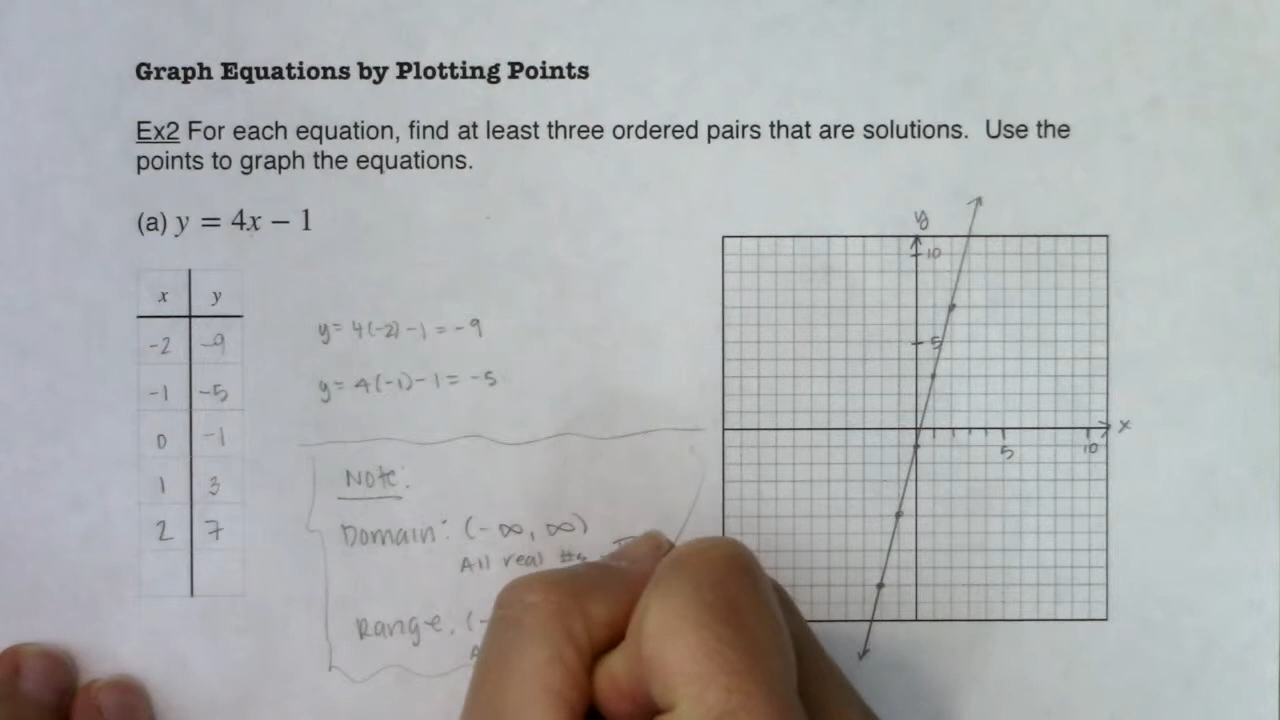 Graph Equations by Plotting Points
Ex2 For each equation, find at least three ordered pairs that are solutions. Use the
points to graph the equations.
(a) y = 4x − 1
x y
-2 -9
-1 -5
0 -1
1 3
2 7
y = 4(-2) - 1 = -9
y = 4(-1) - 1 = -5
Note:
Domain: (-∞, ∞)
All real #s
Range: (-
y
10
5
x
5
10